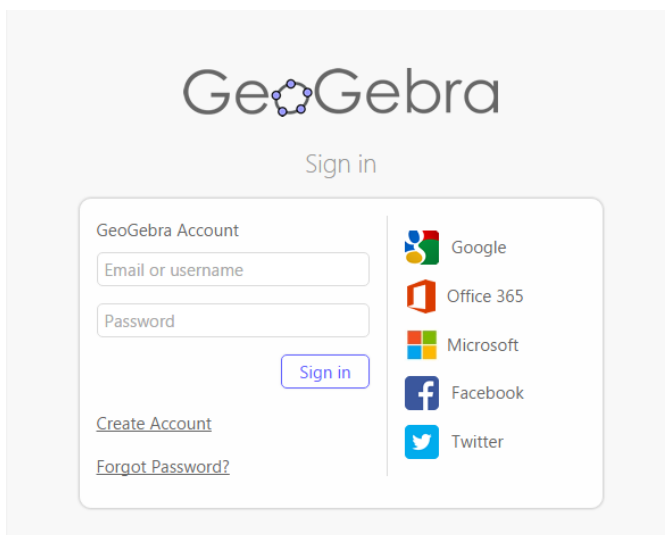 GeoGebra
Sign in
GeoGebra Account
Email or username
Password
Sign in
Create Account
Forgot Password?
Google
Office 365
Microsoft
Facebook
Twitter